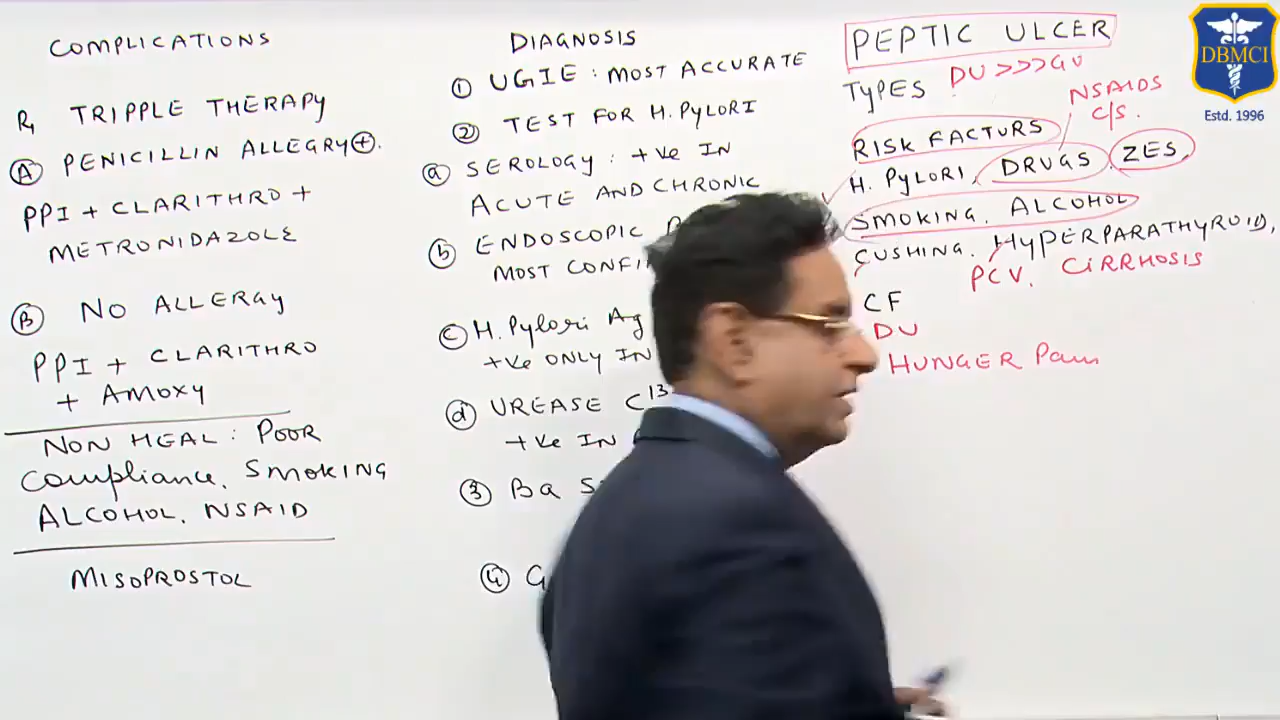 COMPLICATIONS
Rx TRIPPLE THERAPY
A PENICILLIN ALLEGRY +.
PPI + CLARITHRO +
METRONIDAZOLE
B NO ALLERGY
PPI + CLARITHRO
+ AMOXY
NON HEAL : POOR
Compliance, SMOKING
ALCOHOL, NSAID
MISOPROSTOL
DIAGNOSIS
1 UGIE : MOST ACCURATE
2 TEST FOR H. PYLORI
a SEROLOGY : +ve IN
ACUTE AND CHRONIC
b ENDOSCOPIC
MOST
c H. Pylori Ag
+ve ONLY IN
d UREASE C13
+ve IN
3 Ba
4
PEPTIC ULCER
TYPES DU >>> GU
NSAIDS
C/S.
RISK FACTURS
H. PYLORI, DRUGS, ZES,
SMOKING, ALCOHOL
CUSHING, HYPERPARATHYROID,
PCV, CIRRHOSIS
CF
DU
HUNGER Pain
DBMCI
Estd. 1996